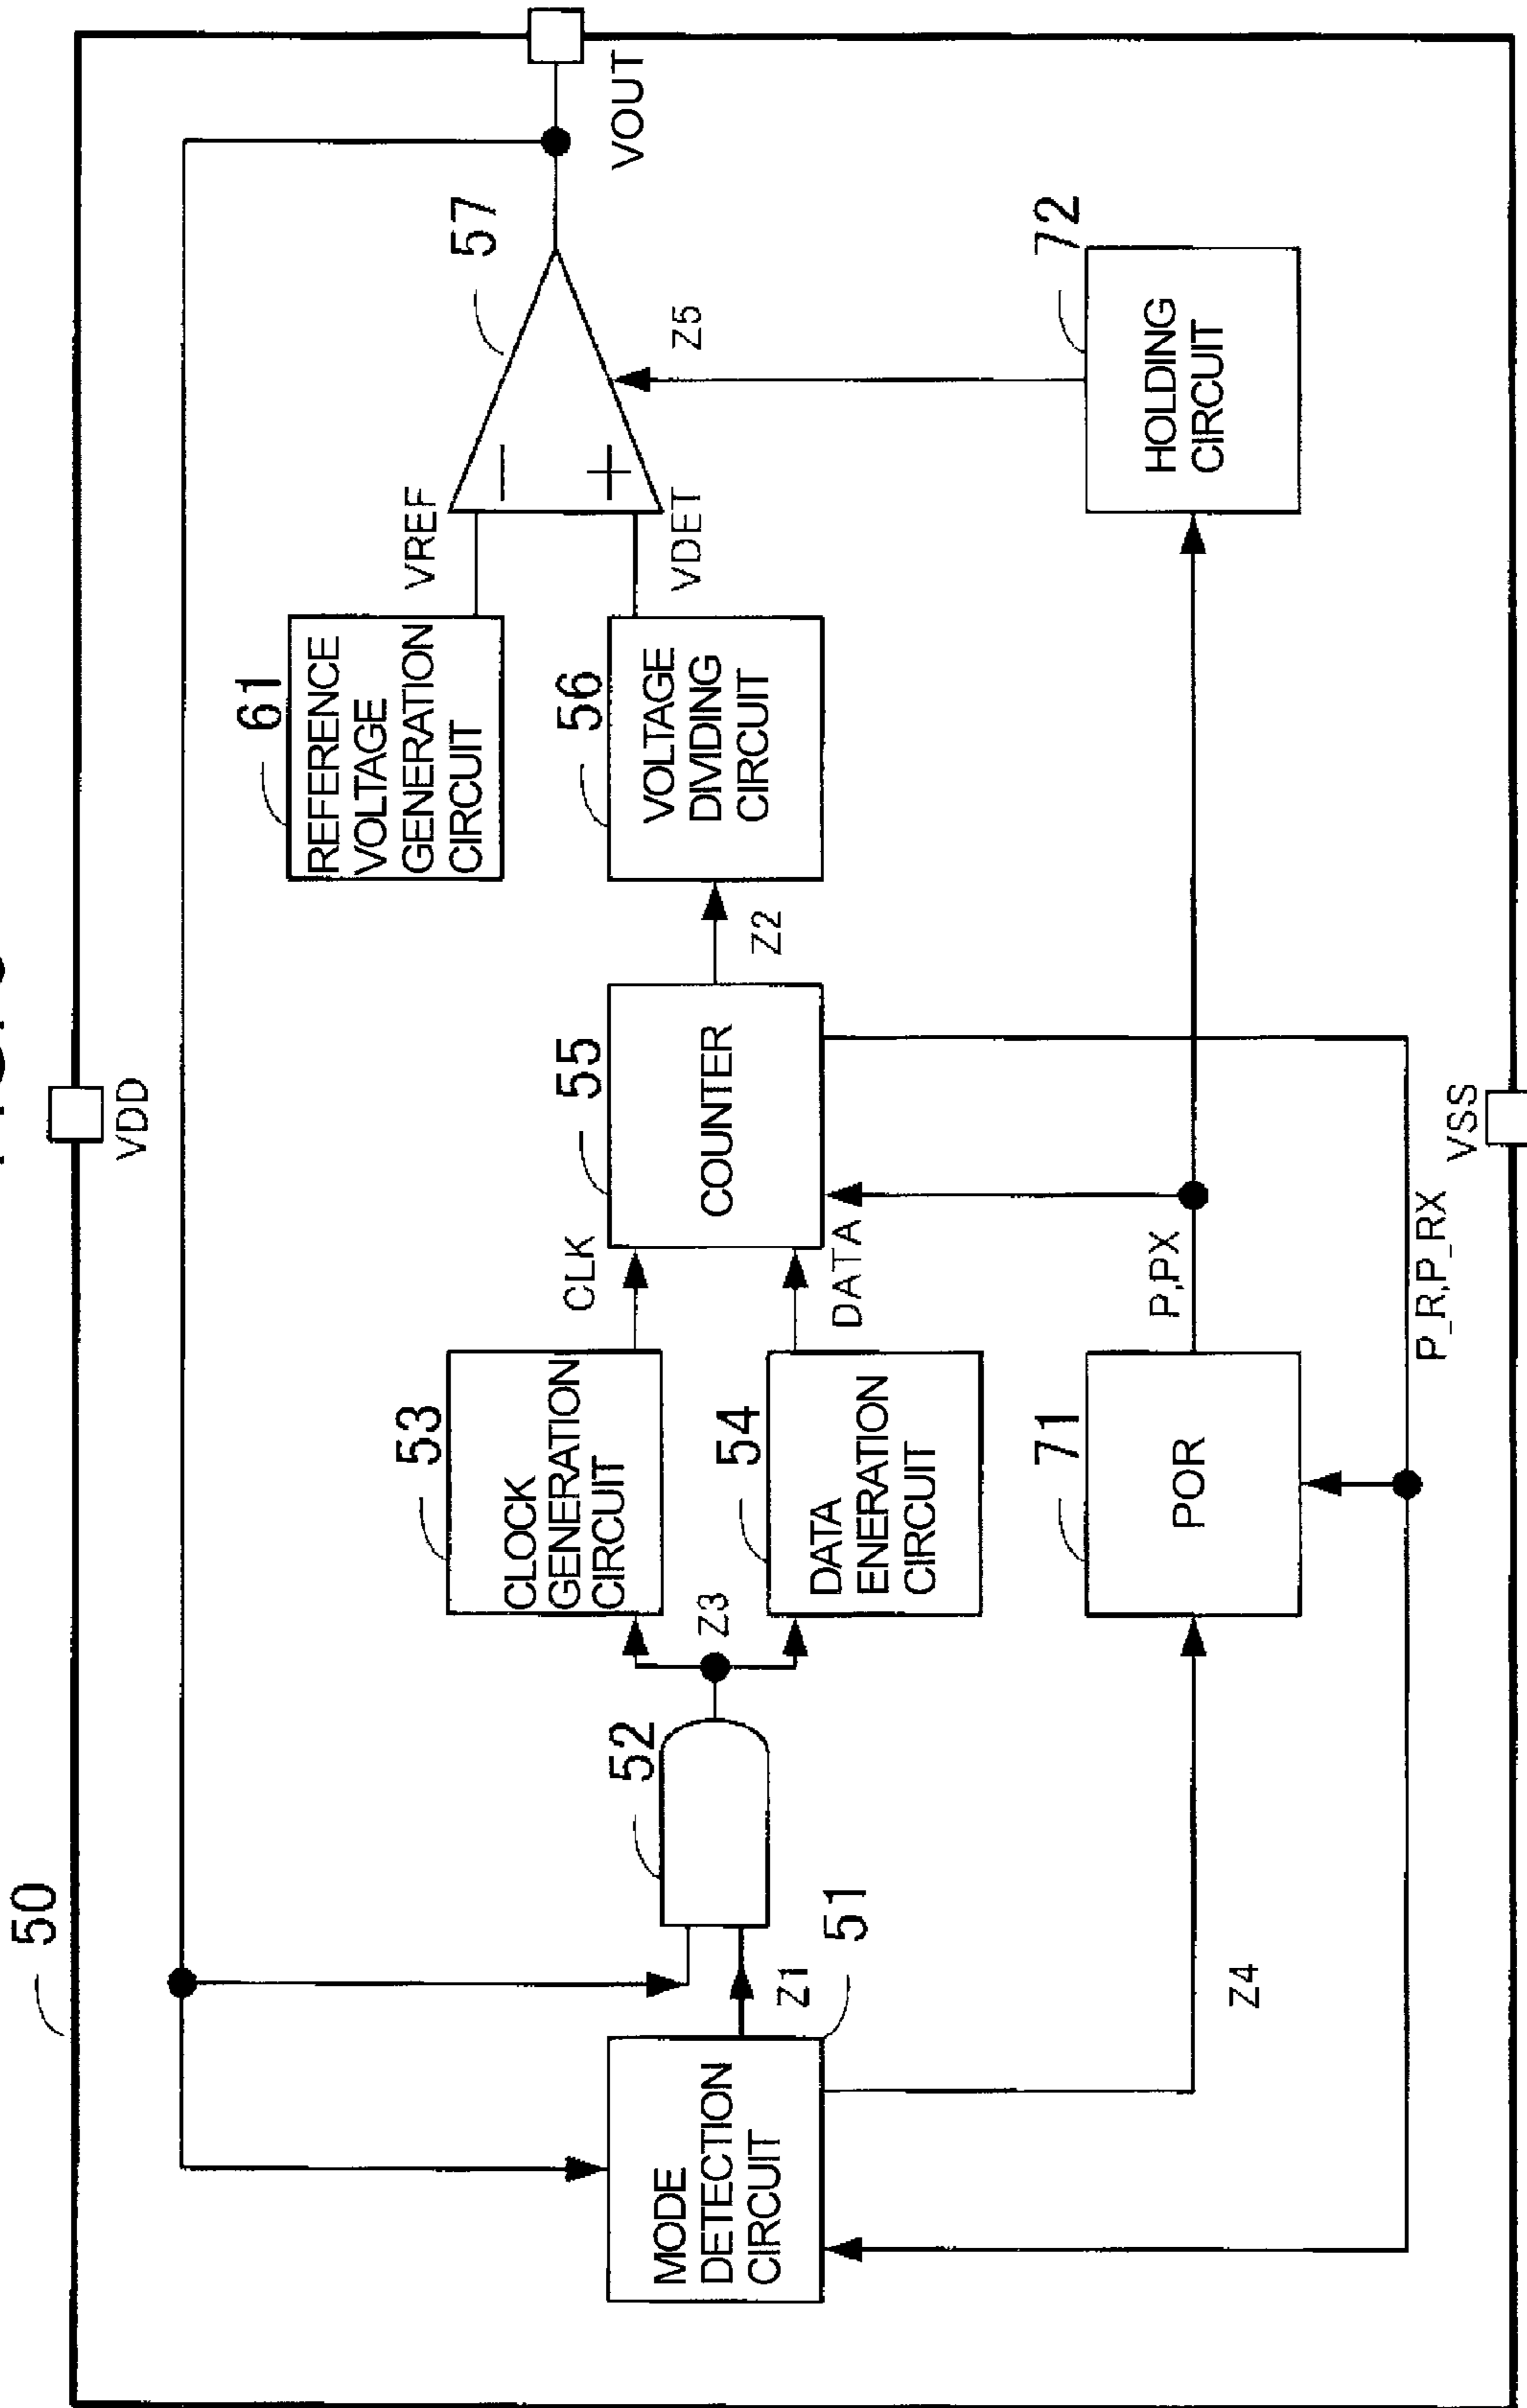 50
VDD
VOUT
57
61
REFERENCE
VOLTAGE
GENERATION
CIRCUIT
VREF
53
CLOCK
GENERATION
CIRCUIT
CLK
55
COUNTER
Z2
56
VOLTAGE
DIVIDING
CIRCUIT
VDET
Z5
52
Z3
54
DATA
ENERATION
CIRCUIT
DATA
MODE
DETECTION
CIRCUIT
Z1
51
71
POR
P,PX
72
HOLDING
CIRCUIT
Z4
P_R,P_RX
VSS